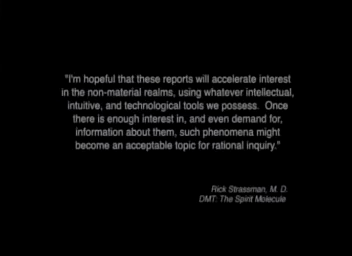 "I'm hopeful that these reports will accelerate interest
in the non-material realms, using whatever intellectual,
intuitive, and technological tools we possess.  Once
there is enough interest in, and even demand for,
information about them, such phenomena might
become an acceptable topic for rational inquiry."
Rick Strassman, M. D.
DMT: The Spirit Molecule